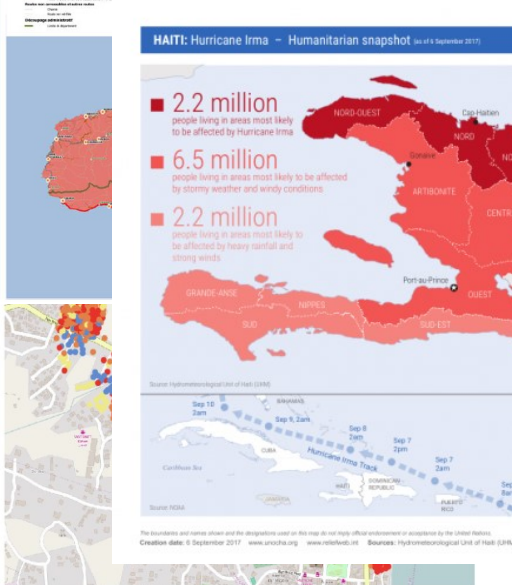 Découpage administratif
HAITI: Hurricane Irma – Humanitarian snapshot (as of 6 September 2017)
2.2 million
people living in areas most likely
to be affected by Hurricane Irma
6.5 million
people living in areas most likely to be affected
by stormy weather and windy conditions
2.2 million
people living in areas most likely to
be affected by heavy rainfall and
strong winds
NORD-OUEST
Cap-Haïtien
NORD
NO
Gonaïve
ARTIBONITE
CENTR
Port-au-Prince
OUEST
GRANDE-ANSE
NIPPES
SUD
SUD-EST
Source: Hydrometeorological Unit of Haiti (UHM)
Sep 10
2am
BAHAMAS
Sep 9, 2am
Sep 8
2am
Sep 7
2pm
Sep 7
2am
Sep
8am
Hurricane Irma Track
CUBA
Caribbean Sea
JAMAICA
HAITI
DOMINICAN
REPUBLIC
PUERTO
RICO
Source: NOAA
The boundaries and names shown and the designations used on this map do not imply official endorsement or acceptance by the United Nations.
Creation date: 6 September 2017 www.unocha.org www.reliefweb.int Sources: Hydrometeorological Unit of Haiti (UHM